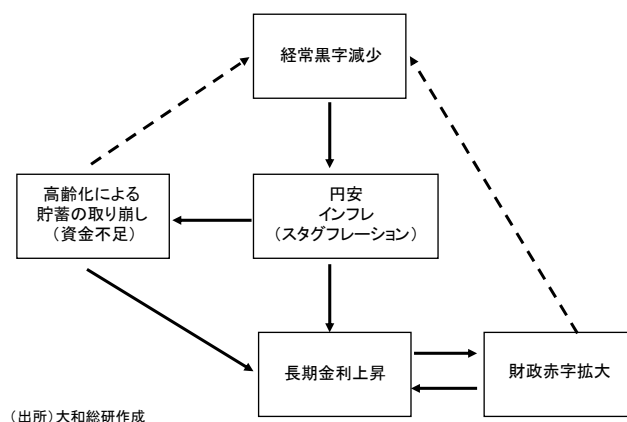 経常黒字減少
高齢化による
貯蓄の取り崩し
（資金不足）
円安
インフレ
（スタグフレーション）
長期金利上昇
財政赤字拡大
（出所）大和総研作成